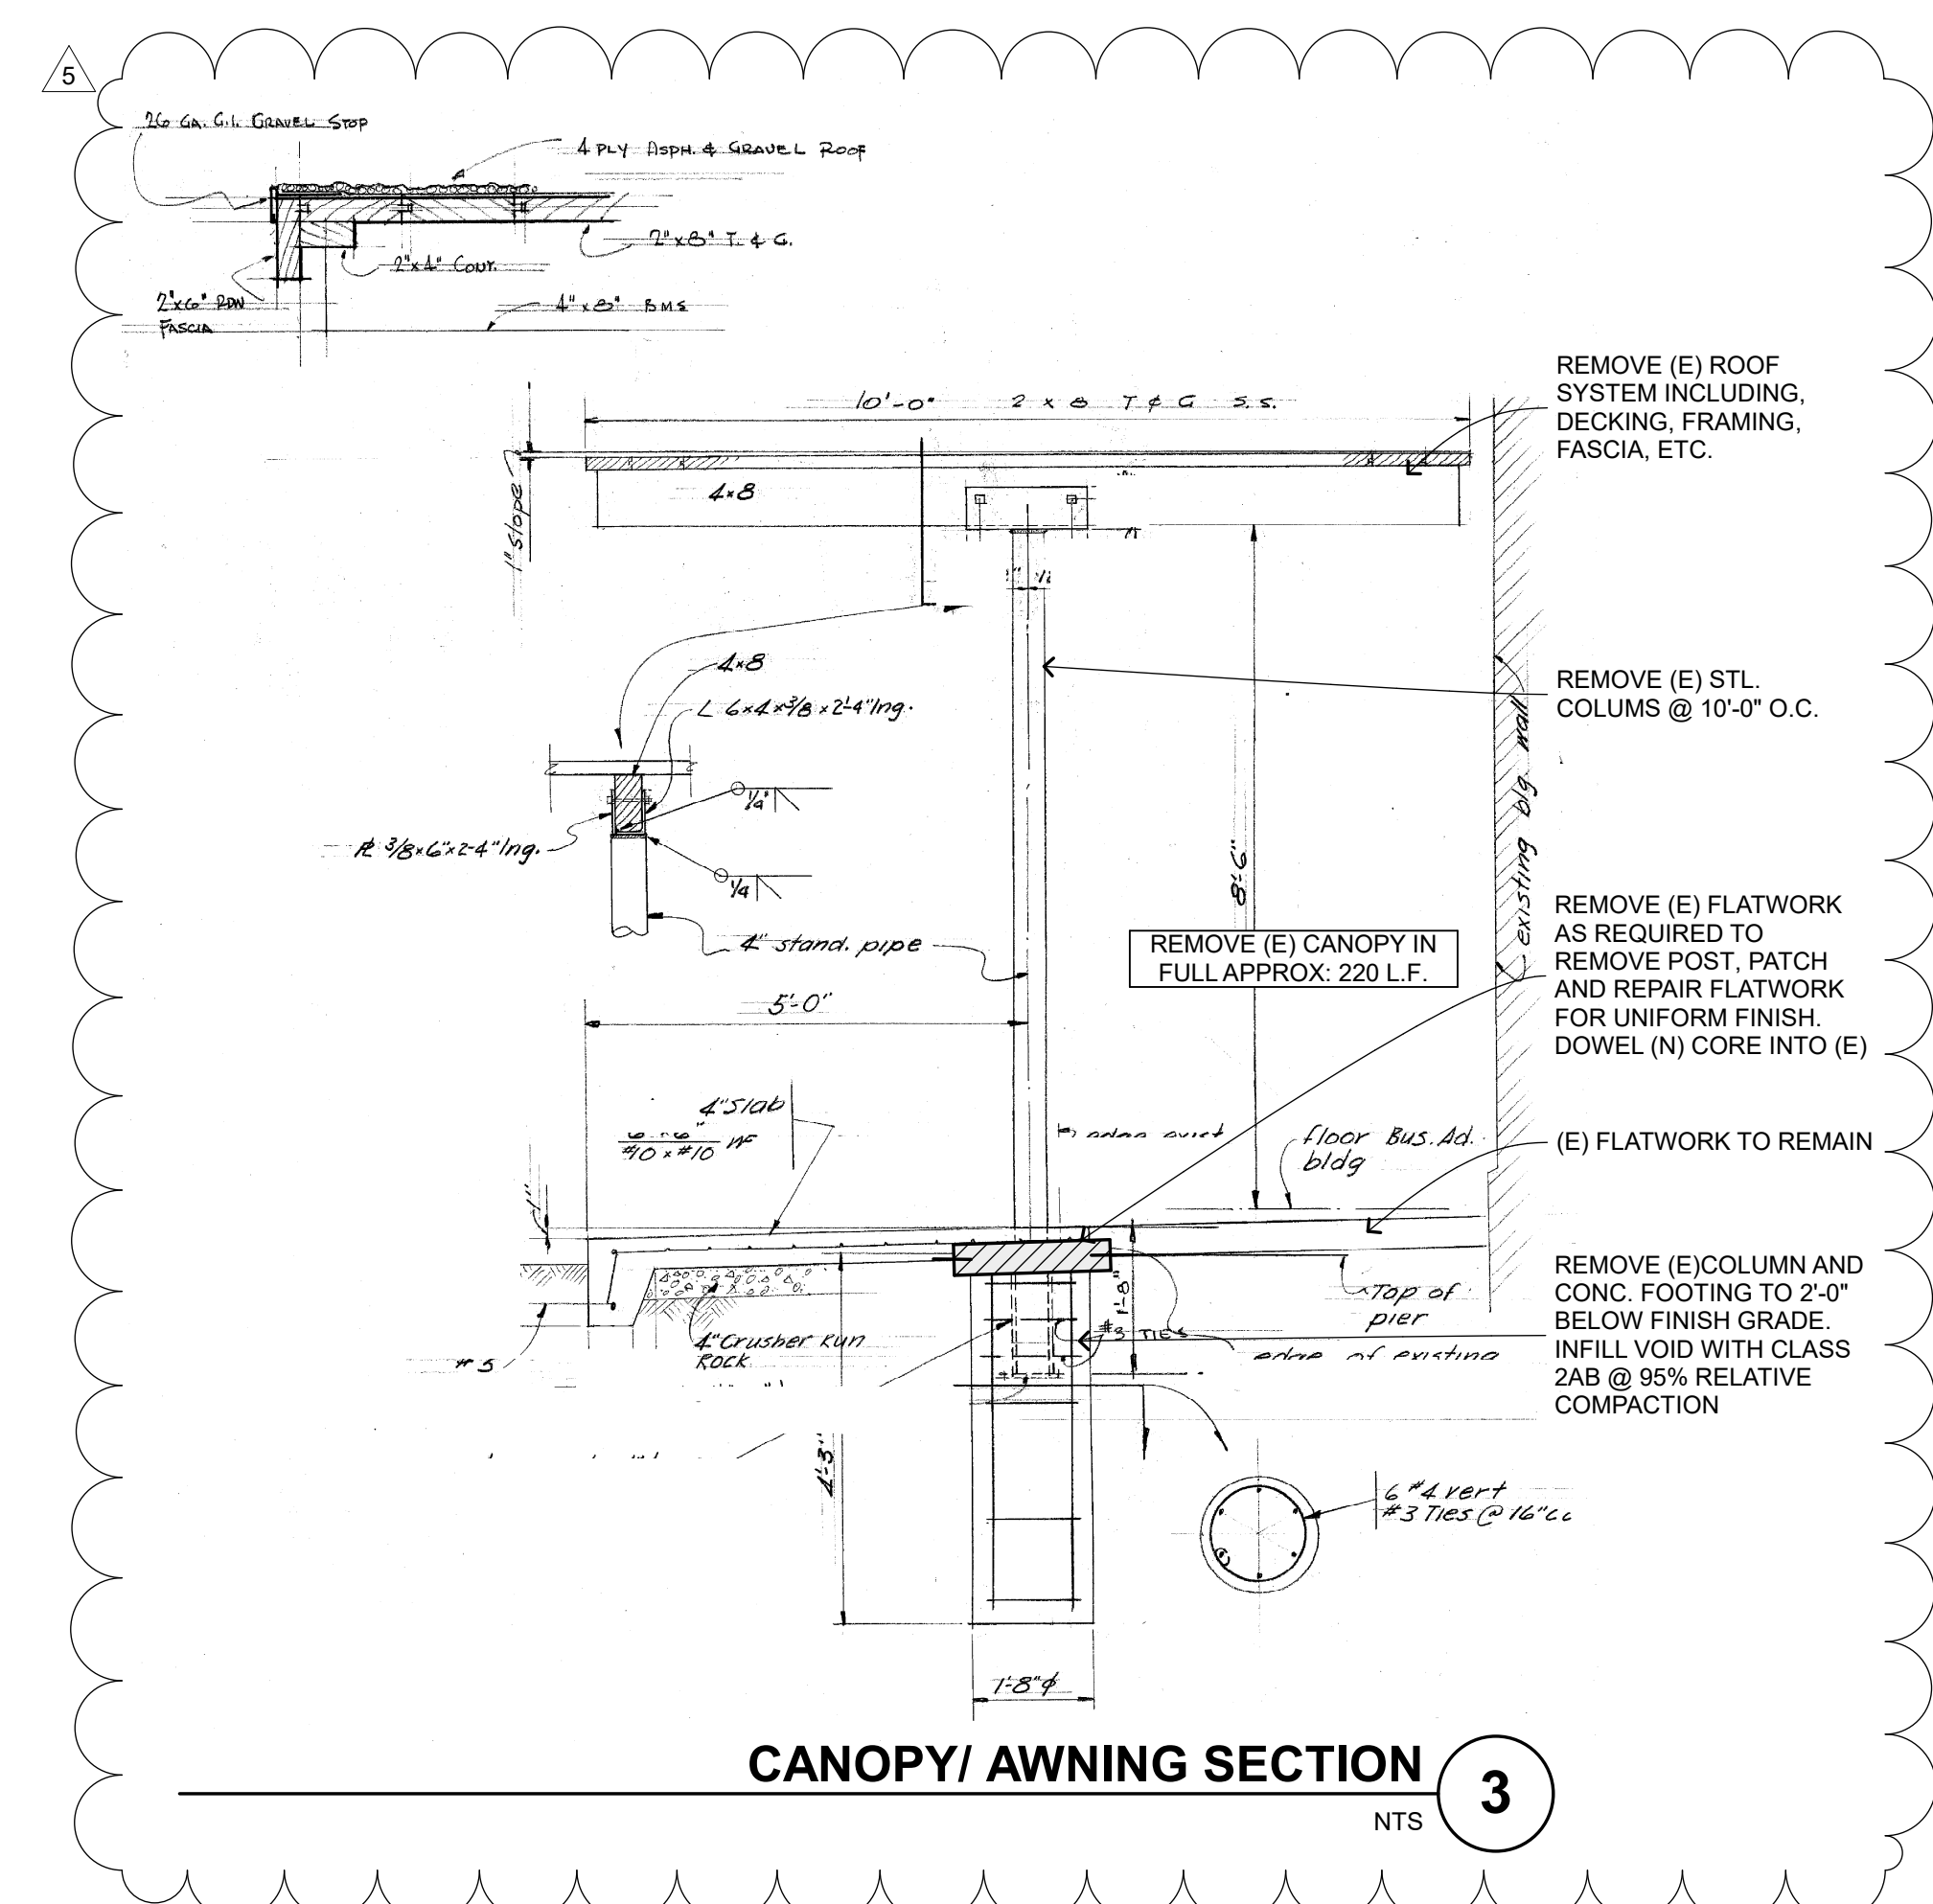 5
26 GA. G.I. GRAVEL STOP
4 PLY ASPH. & GRAVEL ROOF
2"x8" T. & G.
2"x4" CONT.
2"x6" RDW
FASCIA
4"x8" BMS
REMOVE (E) ROOF
SYSTEM INCLUDING,
DECKING, FRAMING,
FASCIA, ETC.
10'-0" 2 x 8 T & G S.S.
4x8
1" slope
4x8
L 6x4x3/8 x 2'-4" lng.
REMOVE (E) STL.
COLUMS @ 10'-0" O.C.
existing blg wall
1/4
℄ 3/8x6"x2-4" lng.
1/4
4" stand. pipe
8'-6"
REMOVE (E) CANOPY IN
FULL APPROX: 220 L.F.
REMOVE (E) FLATWORK
AS REQUIRED TO
REMOVE POST, PATCH
AND REPAIR FLATWORK
FOR UNIFORM FINISH.
DOWEL (N) CORE INTO (E)
5'-0"
4" Slab
#10 x #10
floor Bus. Ad.
bldg
(E) FLATWORK TO REMAIN
1"
1'-8"
Top of
pier
#3 TIES
edge of existing
REMOVE (E)COLUMN AND
CONC. FOOTING TO 2'-0"
BELOW FINISH GRADE.
INFILL VOID WITH CLASS
2AB @ 95% RELATIVE
COMPACTION
4" Crusher Run
Rock
#5
4'-3"
6 #4 vert
#3 Ties @ 16" cc
1'-8"ϕ
CANOPY/ AWNING SECTION
3
NTS